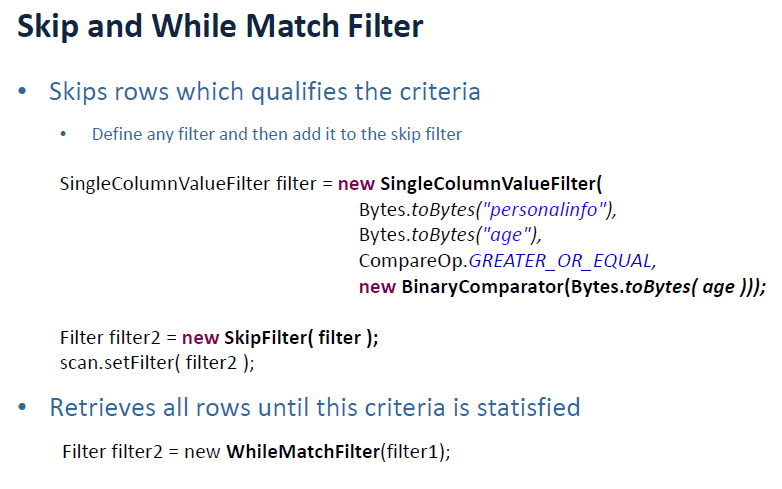 Skip and While Match Filter
• Skips rows which qualifies the criteria
• Define any filter and then add it to the skip filter
SingleColumnValueFilter filter = new SingleColumnValueFilter(
Bytes.toBytes("personalinfo"),
Bytes.toBytes("age"),
CompareOp.GREATER_OR_EQUAL,
new BinaryComparator(Bytes.toBytes( age )));
Filter filter2 = new SkipFilter( filter );
scan.setFilter( filter2 );
• Retrieves all rows until this criteria is statisfied
Filter filter2 = new WhileMatchFilter(filter1);